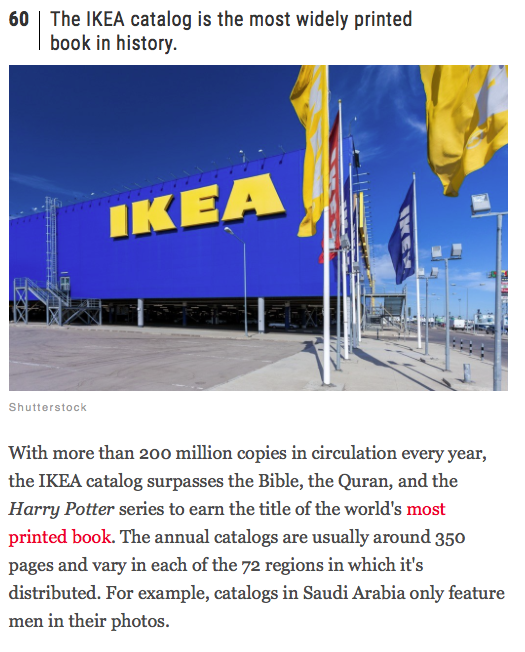 60 The IKEA catalog is the most widely printed
book in history.
IKEA
IKEA
Shutterstock
With more than 200 million copies in circulation every year,
the IKEA catalog surpasses the Bible, the Quran, and the
Harry Potter series to earn the title of the world's most
printed book. The annual catalogs are usually around 350
pages and vary in each of the 72 regions in which it's
distributed. For example, catalogs in Saudi Arabia only feature
men in their photos.